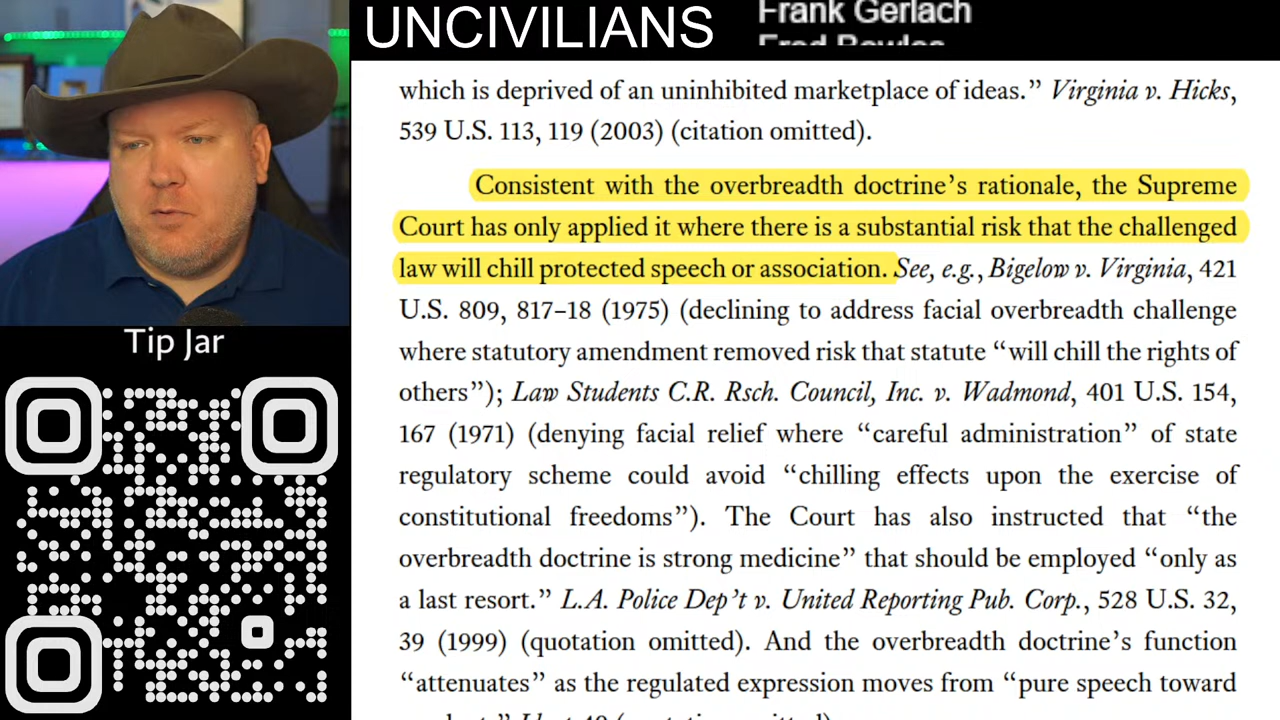 UNCIVILIANS
Frank Gerlach
Fred Bowles
which is deprived of an uninhibited marketplace of ideas.” Virginia v. Hicks,
539 U.S. 113, 119 (2003) (citation omitted).
Consistent with the overbreadth doctrine’s rationale, the Supreme
Court has only applied it where there is a substantial risk that the challenged
law will chill protected speech or association. See, e.g., Bigelow v. Virginia, 421
U.S. 809, 817–18 (1975) (declining to address facial overbreadth challenge
where statutory amendment removed risk that statute “will chill the rights of
others”); Law Students C.R. Rsch. Council, Inc. v. Wadmond, 401 U.S. 154,
167 (1971) (denying facial relief where “careful administration” of state
regulatory scheme could avoid “chilling effects upon the exercise of
constitutional freedoms”). The Court has also instructed that “the
overbreadth doctrine is strong medicine” that should be employed “only as
a last resort.” L.A. Police Dep’t v. United Reporting Pub. Corp., 528 U.S. 32,
39 (1999) (quotation omitted). And the overbreadth doctrine’s function
“attenuates” as the regulated expression moves from “pure speech toward
Tip Jar